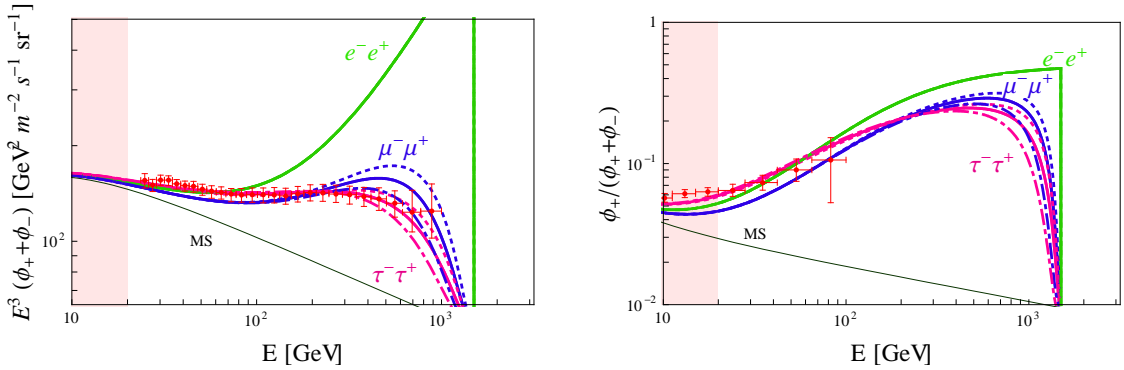 E³ (ϕ₊+ϕ₋) [GeV² m⁻² s⁻¹ sr⁻¹]
e⁻e⁺
μ⁻μ⁺
10²
MS
τ⁻τ⁺
10
10²
10³
E [GeV]
ϕ₊/(ϕ₊+ϕ₋)
1
e⁻e⁺
μ⁻μ⁺
10⁻¹
τ⁻τ⁺
MS
10⁻²
10
10²
10³
E [GeV]